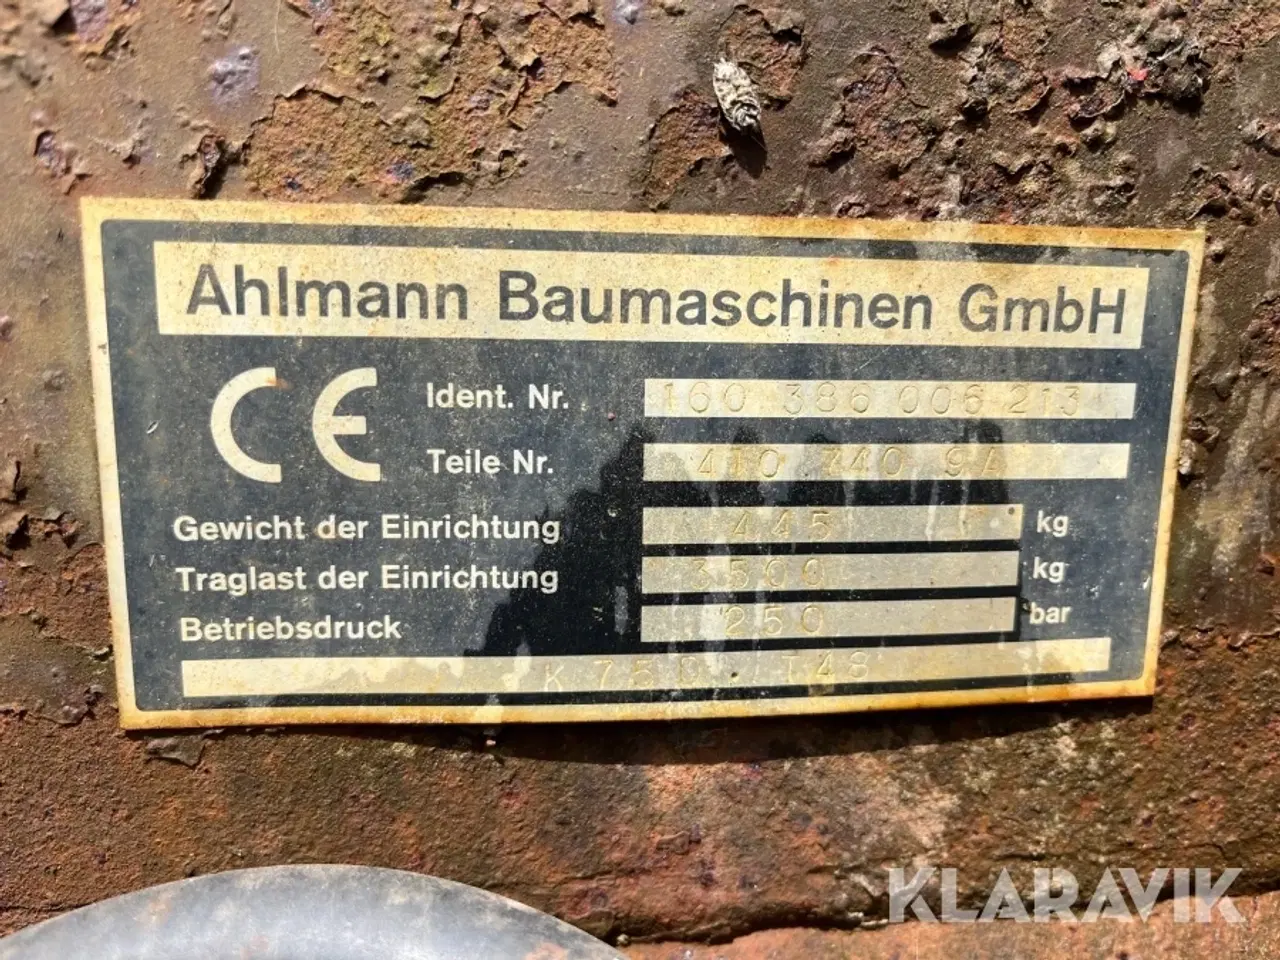 Ahlmann Baumaschinen GmbH
CE
Ident. Nr. 160 386 006 213
Teile Nr. 410 740 9A
Gewicht der Einrichtung 445 kg
Traglast der Einrichtung 3500 kg
Betriebsdruck 250 bar
K 750 / T48
KLARAVIK